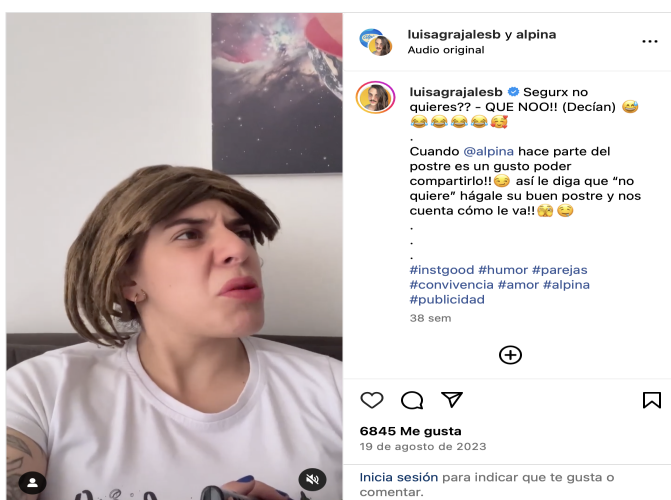 luisagrajalesb y alpina
Audio original
luisagrajalesb Segurx no
quieres?? - QUE NOO!! (Decían) 😅
😂😂😂😂🥰
.
Cuando @alpina hace parte del
postre es un gusto poder
compartirlo!!😏 así le diga que “no
quiere” hágale su buen postre y nos
cuenta cómo le va!!🫣😋
.
.
.
#instgood #humor #parejas
#convivencia #amor #alpina
#publicidad
38 sem
6845 Me gusta
19 de agosto de 2023
Inicia sesión para indicar que te gusta o
comentar.